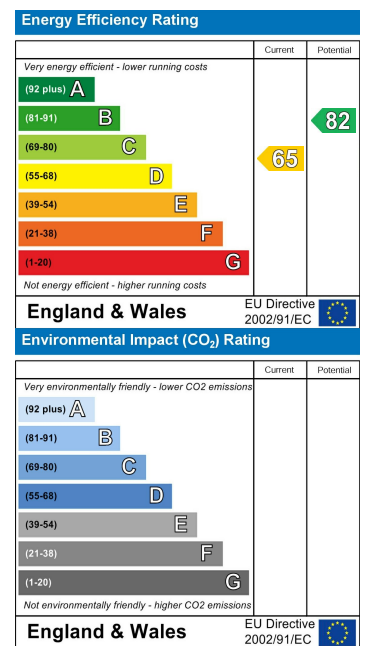 Energy Efficiency Rating
Current Potential
Very energy efficient - lower running costs
(92 plus) A
(81-91) B
82
(69-80) C
65
(55-68) D
(39-54) E
(21-38) F
(1-20) G
Not energy efficient - higher running costs
England & Wales
EU Directive
2002/91/EC
Environmental Impact (CO₂) Rating
Current Potential
Very environmentally friendly - lower CO2 emissions
(92 plus) A
(81-91) B
(69-80) C
(55-68) D
(39-54) E
(21-38) F
(1-20) G
Not environmentally friendly - higher CO2 emissions
England & Wales
EU Directive
2002/91/EC